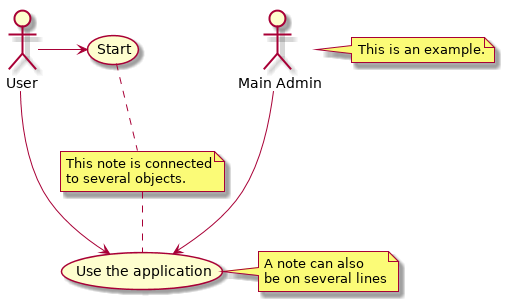 Start
This is an example.
User
Main Admin
This note is connected
to several objects.
Use the application
A note can also
be on several lines